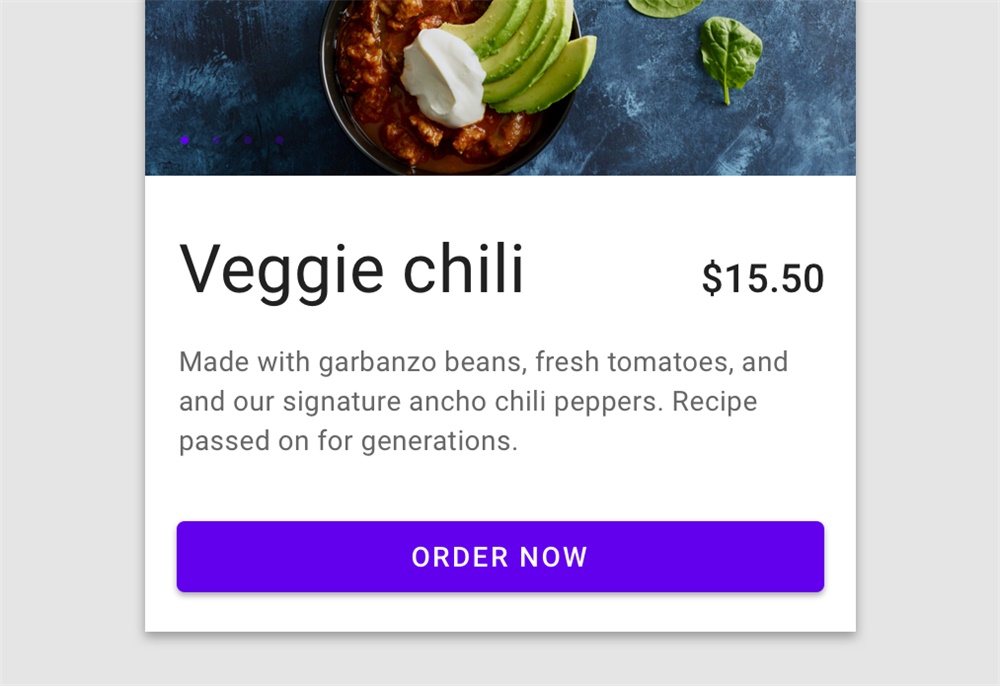 Veggie chili
$15.50
Made with garbanzo beans, fresh tomatoes, and
and our signature ancho chili peppers. Recipe
passed on for generations.
ORDER NOW